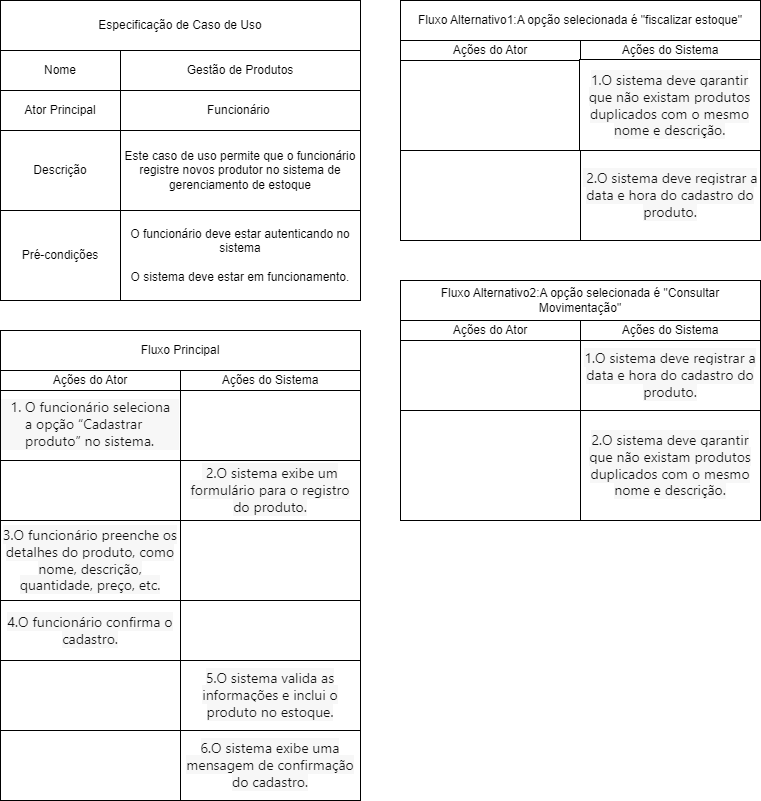 Especificação de Caso de Uso
Nome
Gestão de Produtos
Ator Principal
Funcionário
Descrição
Este caso de uso permite que o funcionário
registre novos produtor no sistema de
gerenciamento de estoque
Pré-condições
O funcionário deve estar autenticando no
sistema
O sistema deve estar em funcionamento.
Fluxo Principal
Ações do Ator
Ações do Sistema
1. O funcionário seleciona
a opção “Cadastrar
produto” no sistema.
2.O sistema exibe um
formulário para o registro
do produto.
3.O funcionário preenche os
detalhes do produto, como
nome, descrição,
quantidade, preço, etc.
4.O funcionário confirma o
cadastro.
5.O sistema valida as
informações e inclui o
produto no estoque.
6.O sistema exibe uma
mensagem de confirmação
do cadastro.
Fluxo Alternativo1:A opção selecionada é "fiscalizar estoque"
Ações do Ator
Ações do Sistema
1.O sistema deve garantir
que não existam produtos
duplicados com o mesmo
nome e descrição.
2.O sistema deve registrar a
data e hora do cadastro do
produto.
Fluxo Alternativo2:A opção selecionada é "Consultar
Movimentação"
Ações do Ator
Ações do Sistema
1.O sistema deve registrar a
data e hora do cadastro do
produto.
2.O sistema deve garantir
que não existam produtos
duplicados com o mesmo
nome e descrição.